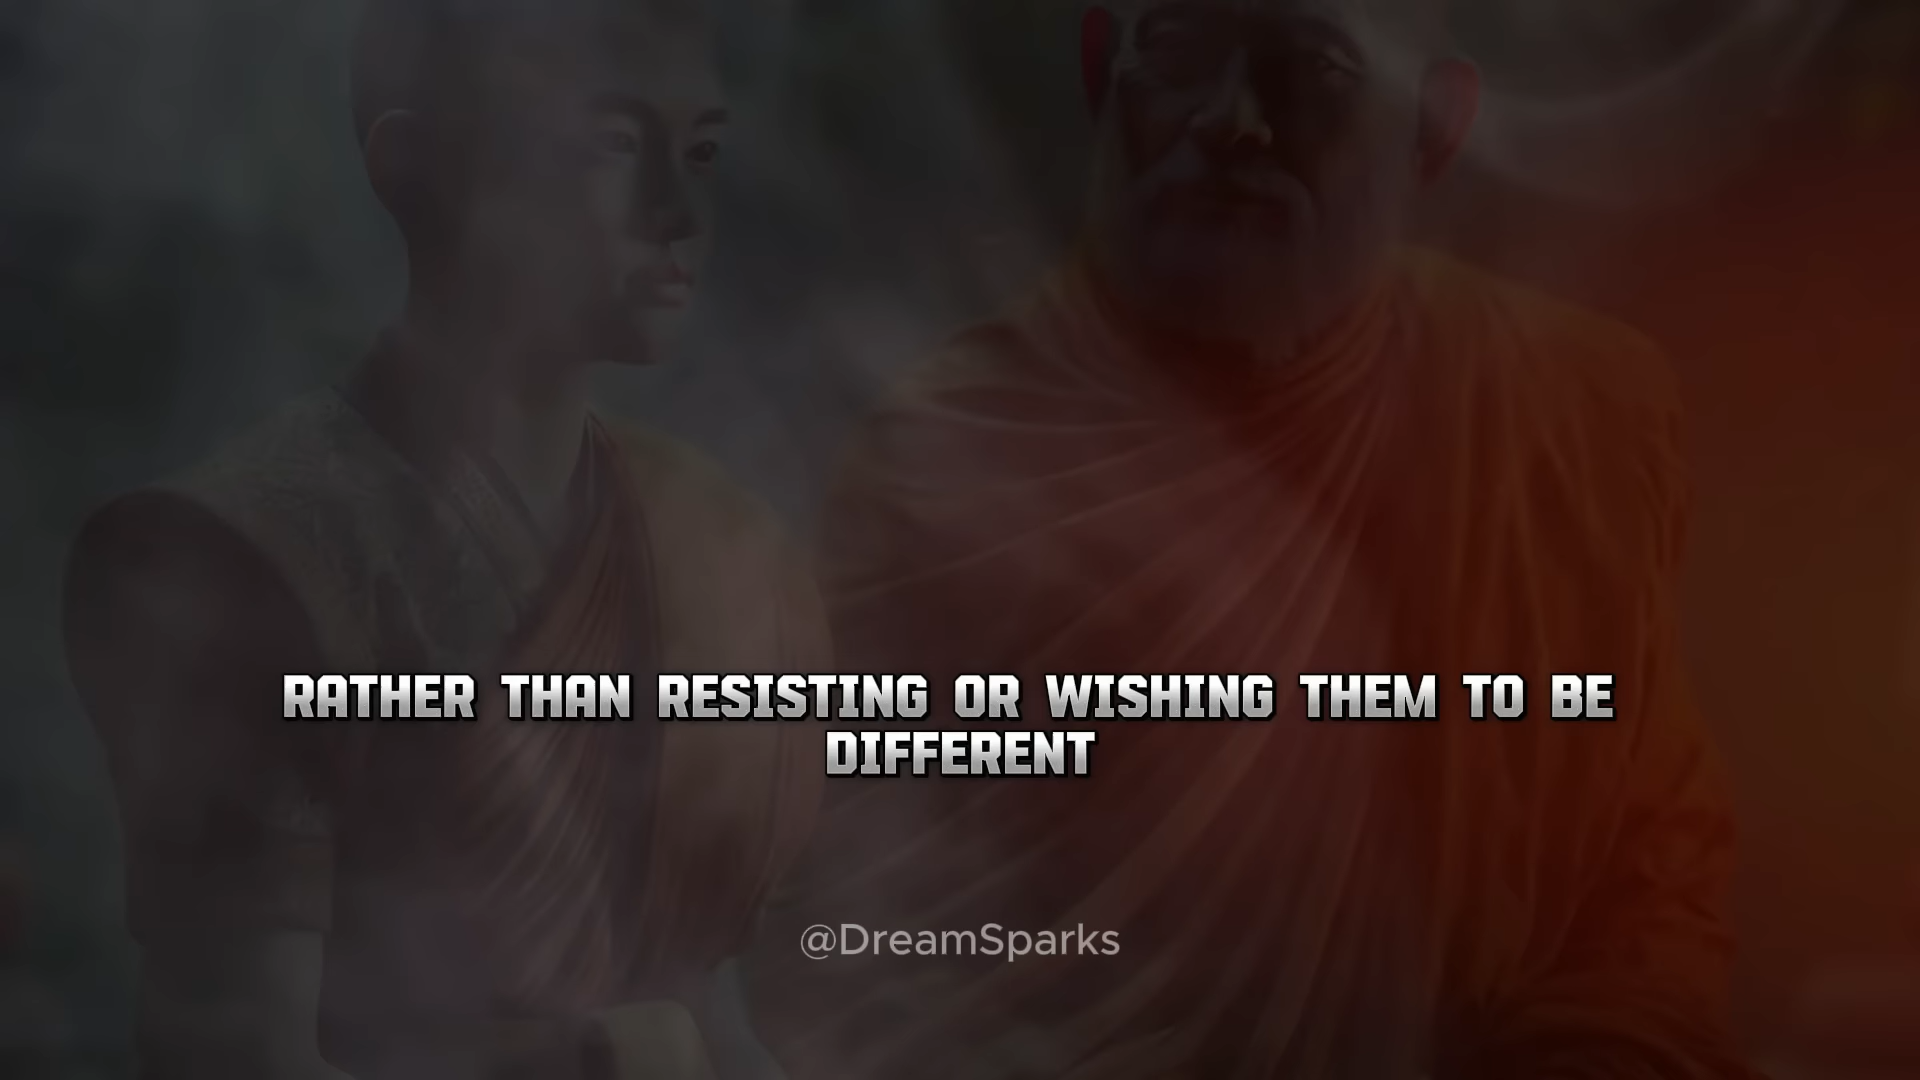 RATHER THAN RESISTING OR WISHING THEM TO BE
DIFFERENT
@DreamSparks